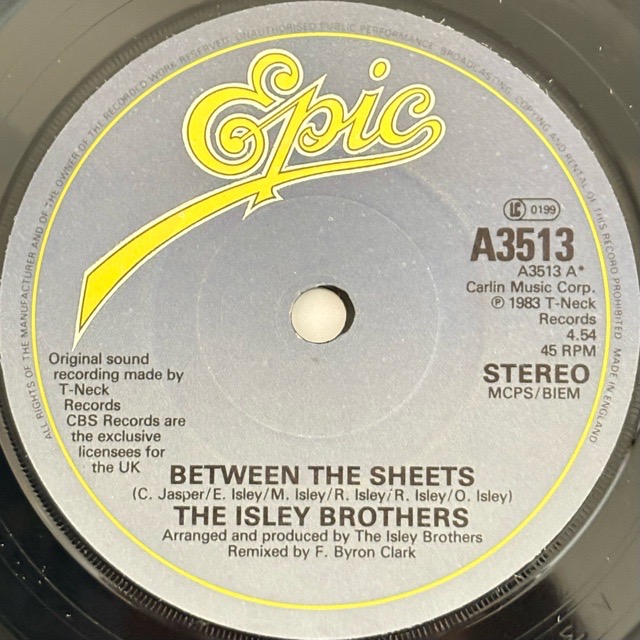 ALL RIGHTS OF THE MANUFACTURER AND OF THE OWNER OF THE RECORDED WORK RESERVED. UNAUTHORISED PUBLIC PERFORMANCE, BROADCASTING, COPYING AND RENTAL OF THIS RECORD PROHIBITED. MADE IN ENGLAND
Epic
LC 0199
A3513
A3513 A*
Carlin Music Corp.
℗ 1983 T-Neck
Records
4.54
45 RPM
STEREO
MCPS/BIEM
Original sound
recording made by
T-Neck
Records
CBS Records are
the exclusive
licensees for
the UK
BETWEEN THE SHEETS
(C. Jasper/E. Isley/M. Isley/R. Isley/R. Isley/O. Isley)
THE ISLEY BROTHERS
Arranged and produced by The Isley Brothers
Remixed by F. Byron Clark